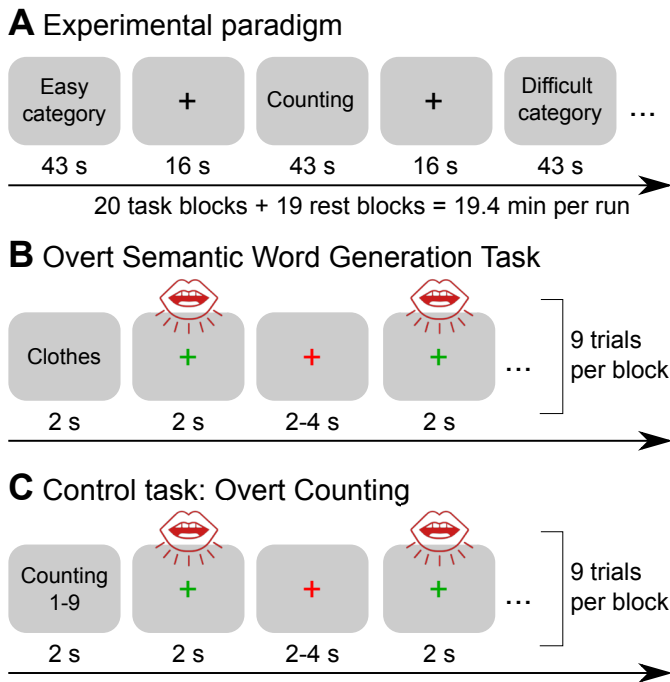 A Experimental paradigm
Easy
category
+
Counting
+
Difficult
category
...
43 s 16 s 43 s 16 s 43 s
20 task blocks + 19 rest blocks = 19.4 min per run
B Overt Semantic Word Generation Task
Clothes
+
+
+
...
9 trials
per block
2 s 2 s 2-4 s 2 s
C Control task: Overt Counting
Counting
1-9
+
+
+
...
9 trials
per block
2 s 2 s 2-4 s 2 s